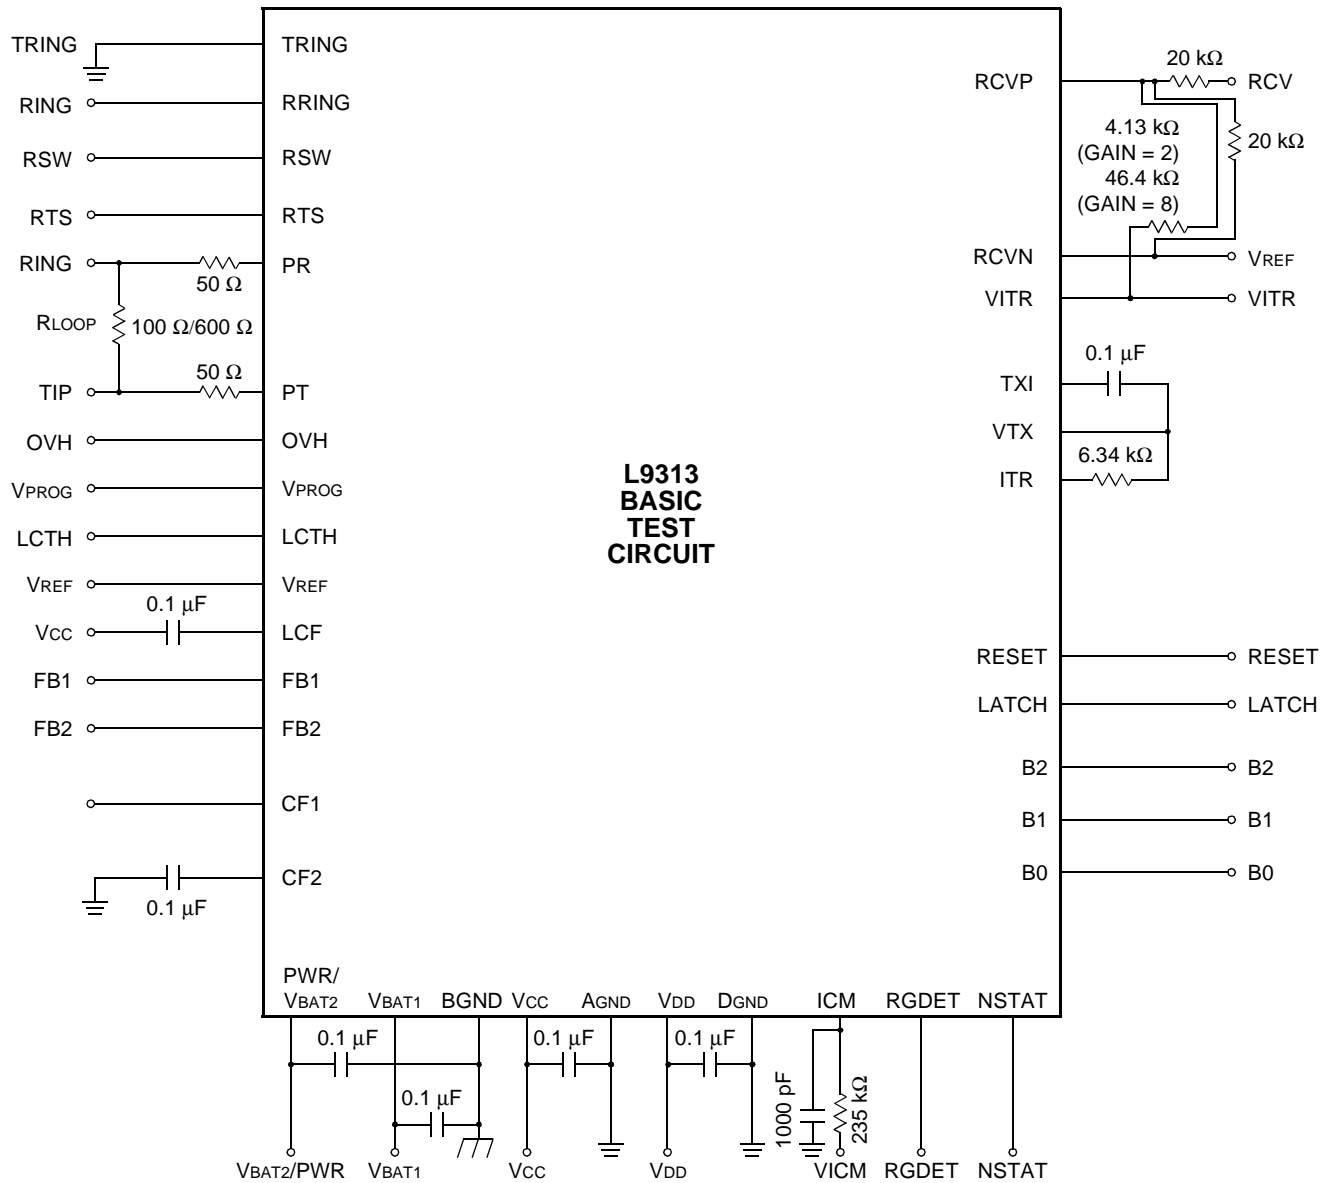 TRING TRING
RING RRING
RSW RSW
RTS RTS
RING PR
50 Ω
RLOOP 100 Ω/600 Ω
50 Ω
TIP PT
OVH OVH
VPROG VPROG
LCTH LCTH
VREF VREF
0.1 µF
VCC LCF
FB1 FB1
FB2 FB2
CF1
CF2
0.1 µF
L9313
BASIC
TEST
CIRCUIT
20 kΩ
RCVP RCV
4.13 kΩ
(GAIN = 2)
20 kΩ
46.4 kΩ
(GAIN = 8)
RCVN VREF
VITR VITR
0.1 µF
TXI
VTX
6.34 kΩ
ITR
RESET RESET
LATCH LATCH
B2 B2
B1 B1
B0 B0
PWR/
VBAT2 VBAT1 BGND VCC AGND VDD DGND ICM RGDET NSTAT
0.1 µF 0.1 µF 0.1 µF
0.1 µF
1000 pF
235 kΩ
VBAT2/PWR VBAT1 VCC VDD VICM RGDET NSTAT